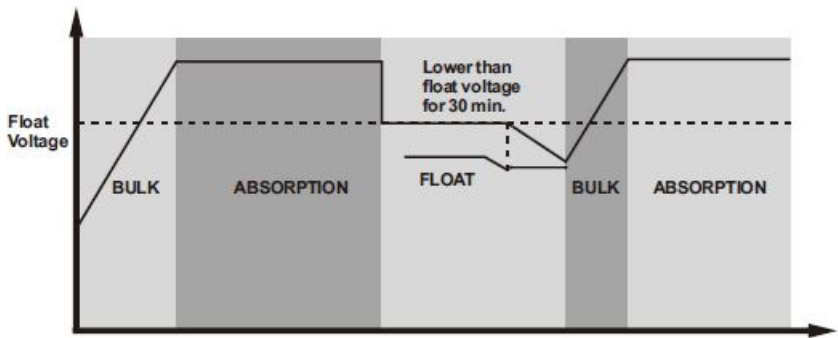 Lower than
float voltage
for 30 min.
Float
Voltage
BULK
ABSORPTION
FLOAT
BULK
ABSORPTION